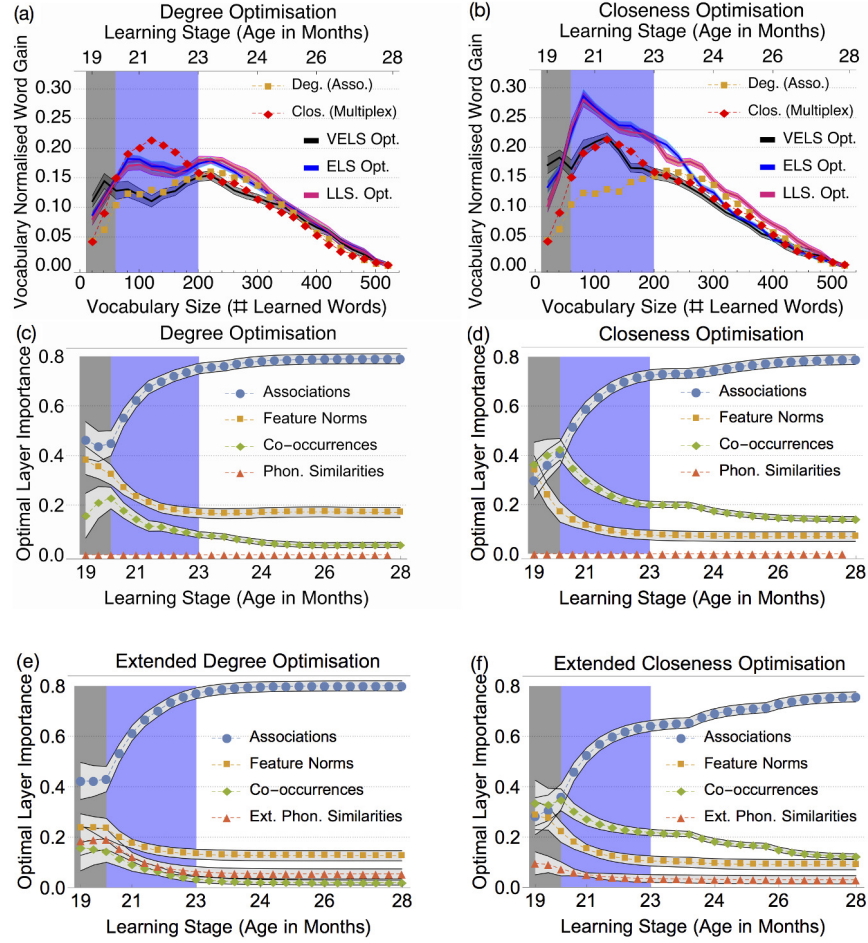 (a)
Degree Optimisation
Learning Stage (Age in Months)
19 21 23 24 26 28
Vocabulary Normalised Word Gain
0.30
0.25
0.20
0.15
0.10
0.05
0.00
Deg. (Asso.)
Clos. (Multiplex)
VELS Opt.
ELS Opt.
LLS. Opt.
0 100 200 300 400 500
Vocabulary Size (# Learned Words)
(b)
Closeness Optimisation
Learning Stage (Age in Months)
19 21 23 24 26 28
Vocabulary Normalised Word Gain
0.30
0.25
0.20
0.15
0.10
0.05
0.00
Deg. (Asso.)
Clos. (Multiplex)
VELS Opt.
ELS Opt.
LLS. Opt.
0 100 200 300 400 500
Vocabulary Size (# Learned Words)
(c)
Degree Optimisation
Optimal Layer Importance
0.8
0.6
0.4
0.2
0.0
Associations
Feature Norms
Co-occurrences
Phon. Similarities
19 21 23 24 26 28
Learning Stage (Age in Months)
(d)
Closeness Optimisation
Optimal Layer Importance
0.8
0.6
0.4
0.2
0.0
Associations
Feature Norms
Co-occurrences
Phon. Similarities
19 21 23 24 26 28
Learning Stage (Age in Months)
(e)
Extended Degree Optimisation
Optimal Layer Importance
0.8
0.6
0.4
0.2
0.0
Associations
Feature Norms
Co-occurrences
Ext. Phon. Similarities
19 21 23 24 26 28
Learning Stage (Age in Months)
(f)
Extended Closeness Optimisation
Optimal Layer Importance
0.8
0.6
0.4
0.2
0.0
Associations
Feature Norms
Co-occurrences
Ext. Phon. Similarities
19 21 23 24 26 28
Learning Stage (Age in Months)